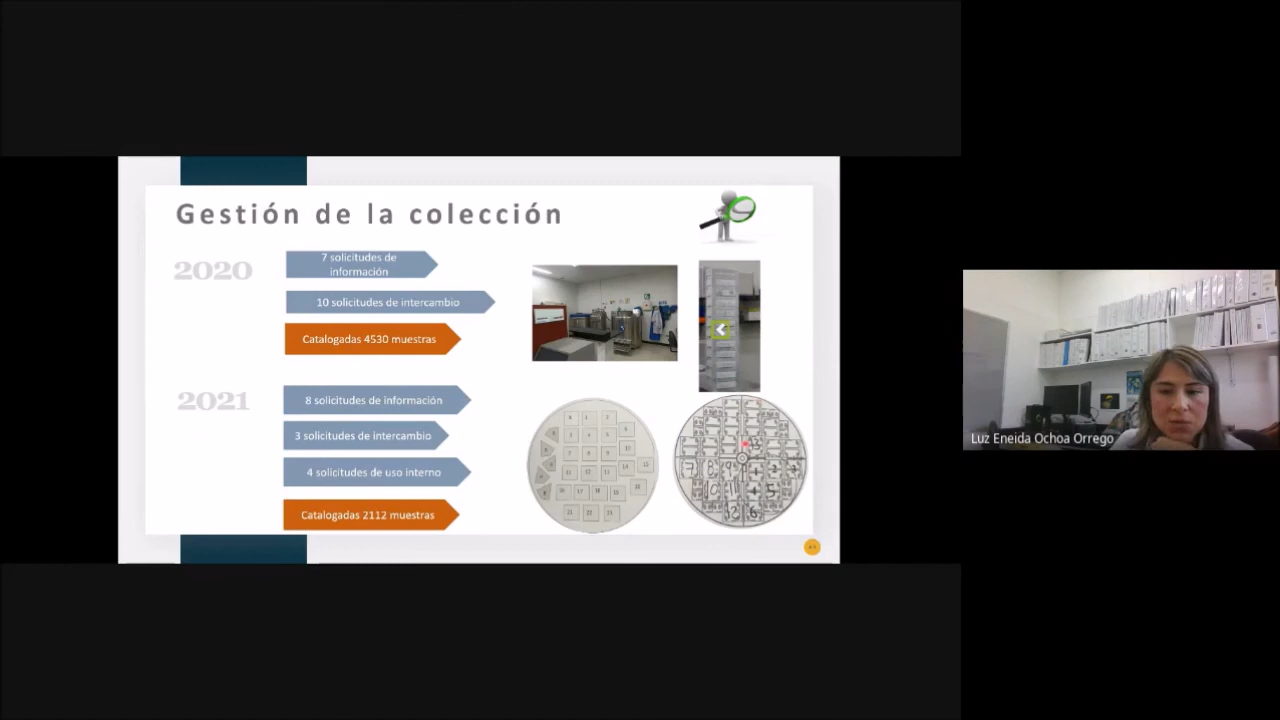 Gestión de la colección
2020
7 solicitudes de
información
10 solicitudes de intercambio
Catalogadas 4530 muestras
2021
8 solicitudes de información
3 solicitudes de intercambio
4 solicitudes de uso interno
Catalogadas 2112 muestras
Luz Eneida Ochoa Orrego